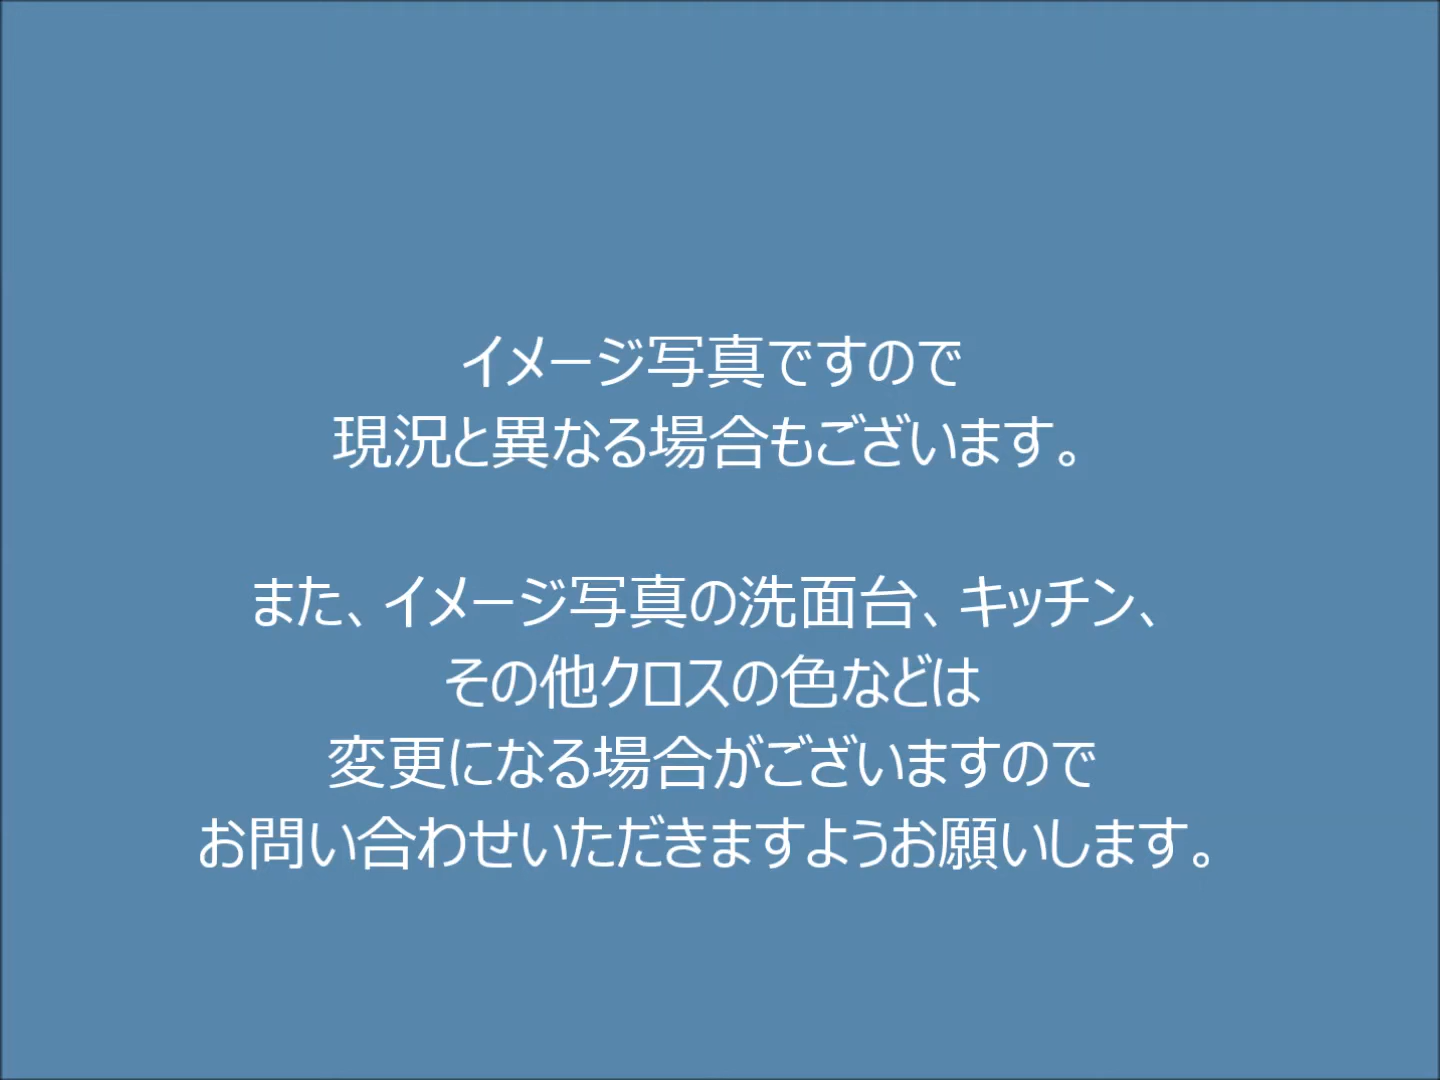 イメージ写真ですので
現況と異なる場合もございます。
また、イメージ写真の洗面台、キッチン、
その他クロスの色などは
変更になる場合がございますので
お問い合わせいただきますようお願いします。